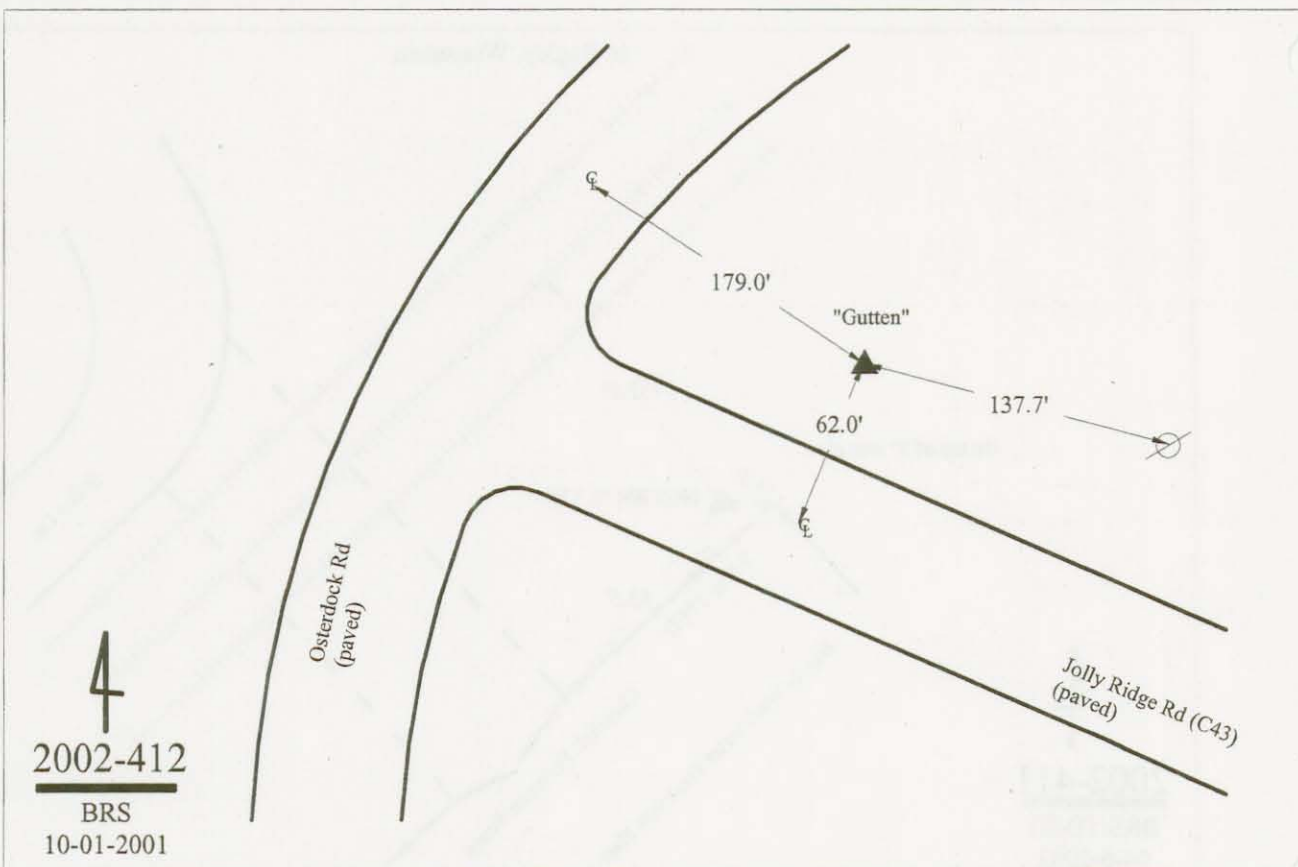 ℄
179.0'
"Gutten"
137.7'
62.0'
℄
Osterdock Rd
(paved)
Jolly Ridge Rd (C43)
(paved)
2002-412
BRS
10-01-2001